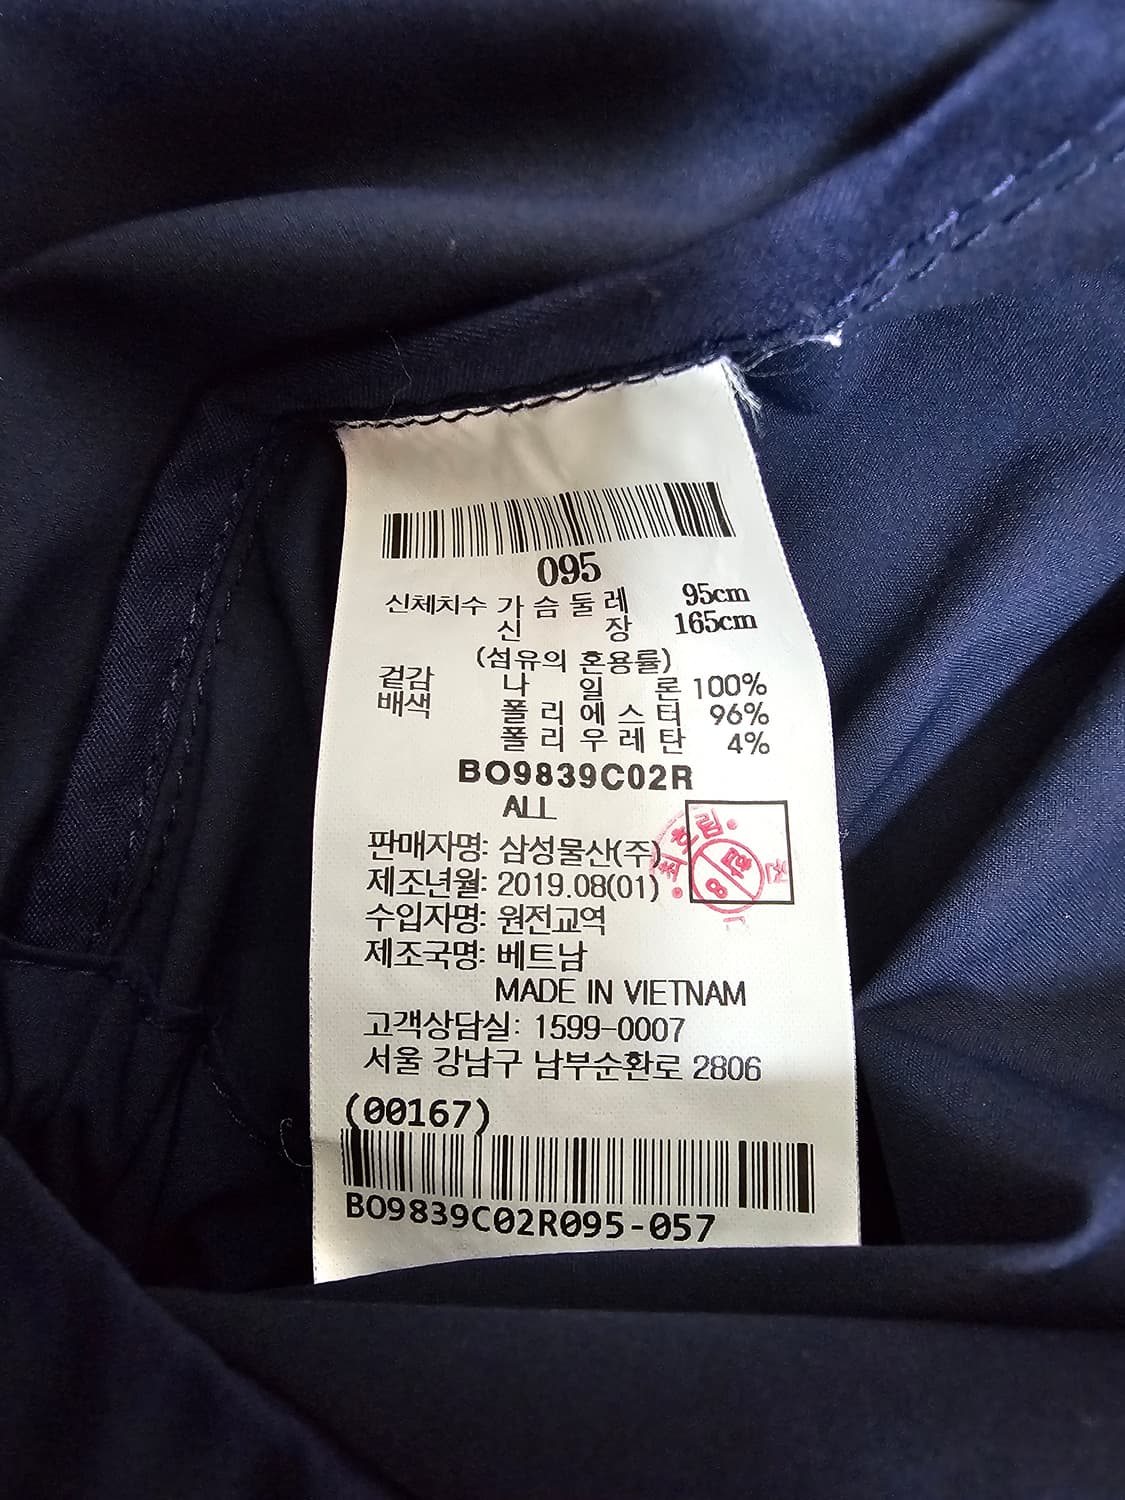 095
신체치수 가슴둘레 95cm
신장 165cm
(섬유의 혼용률)
겉감 나일론 100%
배색 폴리에스터 96%
폴리우레탄 4%
BO9839C02R
ALL
판매자명: 삼성물산(주)
제조년월: 2019.08(01)
수입자명: 원전교역
제조국명: 베트남
MADE IN VIETNAM
고객상담실: 1599-0007
서울 강남구 남부순환로 2806
(00167)
BO9839C02R095-057